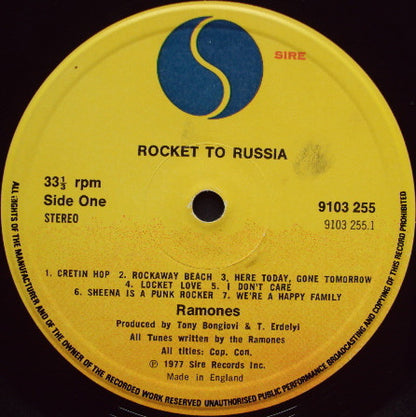 SIRE
ROCKET TO RUSSIA
33⅓ rpm
Side One
STEREO
9103 255
9103 255.1
1. CRETIN HOP 2. ROCKAWAY BEACH 3, HERE TODAY, GONE TOMORROW
4. LOCKET LOVE 5. I DON'T CARE
6. SHEENA IS A PUNK ROCKER 7. WE'RE A HAPPY FAMILY
Ramones
Produced by Tony Bongiovi & T. Erdelyi
All Tunes written by the Ramones
All titles: Cop. Con.
℗ 1977 Sire Records Inc.
Made in England
ALL RIGHTS OF THE MANUFACTURER AND OF THE OWNER OF THE RECORDED WORK RESERVED UNAUTHORISED PUBLIC PERFORMANCE BROADCASTING AND COPYING OF THIS RECORD PROHIBITED